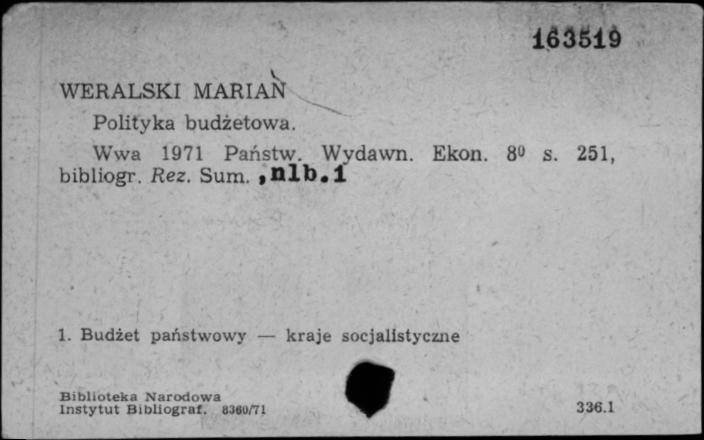 163519
WERALSKI MARIAN
Polityka budżetowa.
Wwa 1971 Państw. Wydawn. Ekon. 8⁰ s. 251,
bibliogr. Rez. Sum. ,nlb.1
1. Budżet państwowy — kraje socjalistyczne
Biblioteka Narodowa
Instytut Bibliograf. 8360/71
336.1